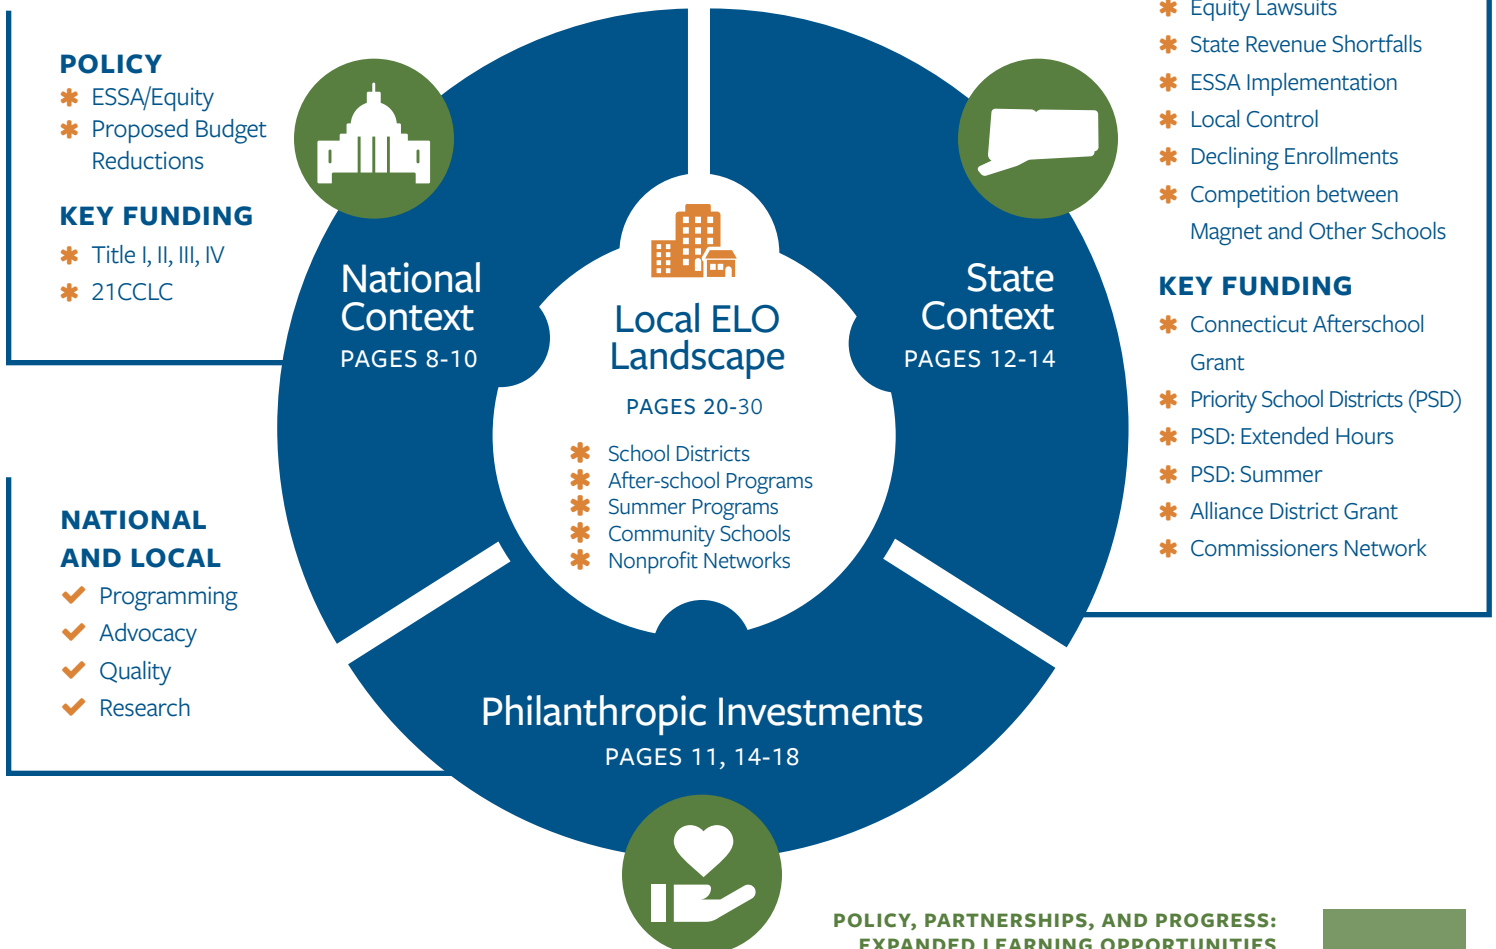 POLICY
ESSA/Equity
Proposed Budget
Reductions
KEY FUNDING
Title I, II, III, IV
21CCLC
National
Context
PAGES 8-10
Local ELO
Landscape
PAGES 20-30
School Districts
After-school Programs
Summer Programs
Community Schools
Nonprofit Networks
State
Context
PAGES 12-14
Equity Lawsuits
State Revenue Shortfalls
ESSA Implementation
Local Control
Declining Enrollments
Competition between
Magnet and Other Schools
KEY FUNDING
Connecticut Afterschool
Grant
Priority School Districts (PSD)
PSD: Extended Hours
PSD: Summer
Alliance District Grant
Commissioners Network
NATIONAL
AND LOCAL
Programming
Advocacy
Quality
Research
Philanthropic Investments
PAGES 11, 14-18
POLICY, PARTNERSHIPS, AND PROGRESS:
EXPANDED LEARNING OPPORTUNITIES